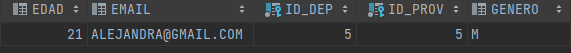 EDAD EMAIL ID_DEP ID_PROV GENERO
21 ALEJANDRA@GMAIL.COM 5 5 M